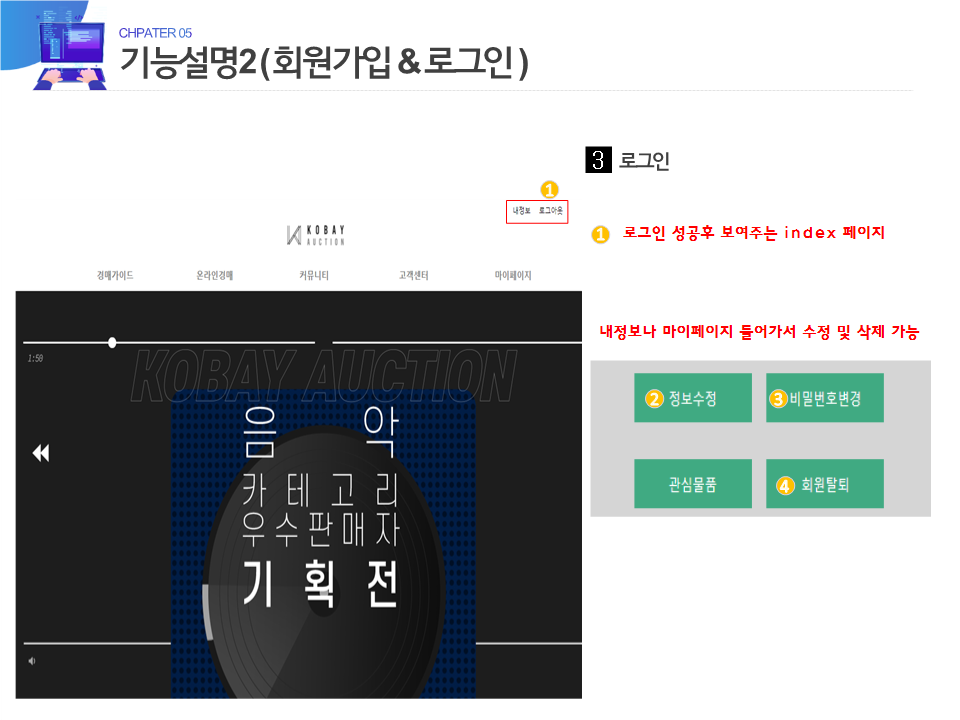 CHPATER 05
기능설명2 ( 회원가입 & 로그인 )
3 로그인
1
내정보 로그아웃
KOBAY
AUCTION
1 로그인 성공후 보여주는 index 페이지
경매가이드 온라인경매 커뮤니티 고객센터 마이페이지
내정보나 마이페이지 들어가서 수정 및 삭제 가능
1:50
KOBAY AUCTION
2 정보수정
3 비밀번호변경
음악
카테고리
우수판매자
기획전
관심물품
4 회원탈퇴